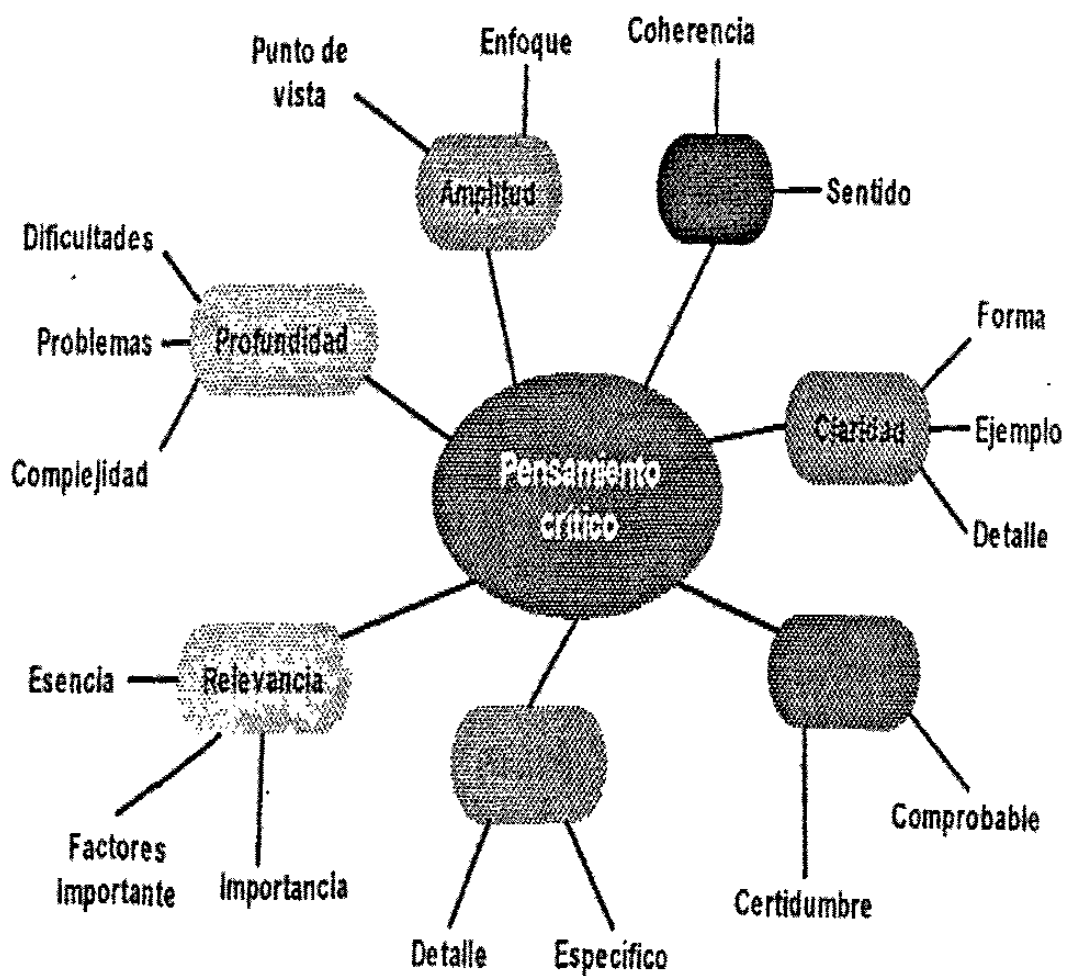 Punto de
vista
Enfoque
Coherencia
Amplitud
Sentido
Dificultades
Problemas
Profundidad
Complejidad
Forma
Claridad
Ejemplo
Detalle
Pensamiento
crítico
Esencia
Relevancia
Factores
Importante
Importancia
Detalle
Específico
Certidumbre
Comprobable